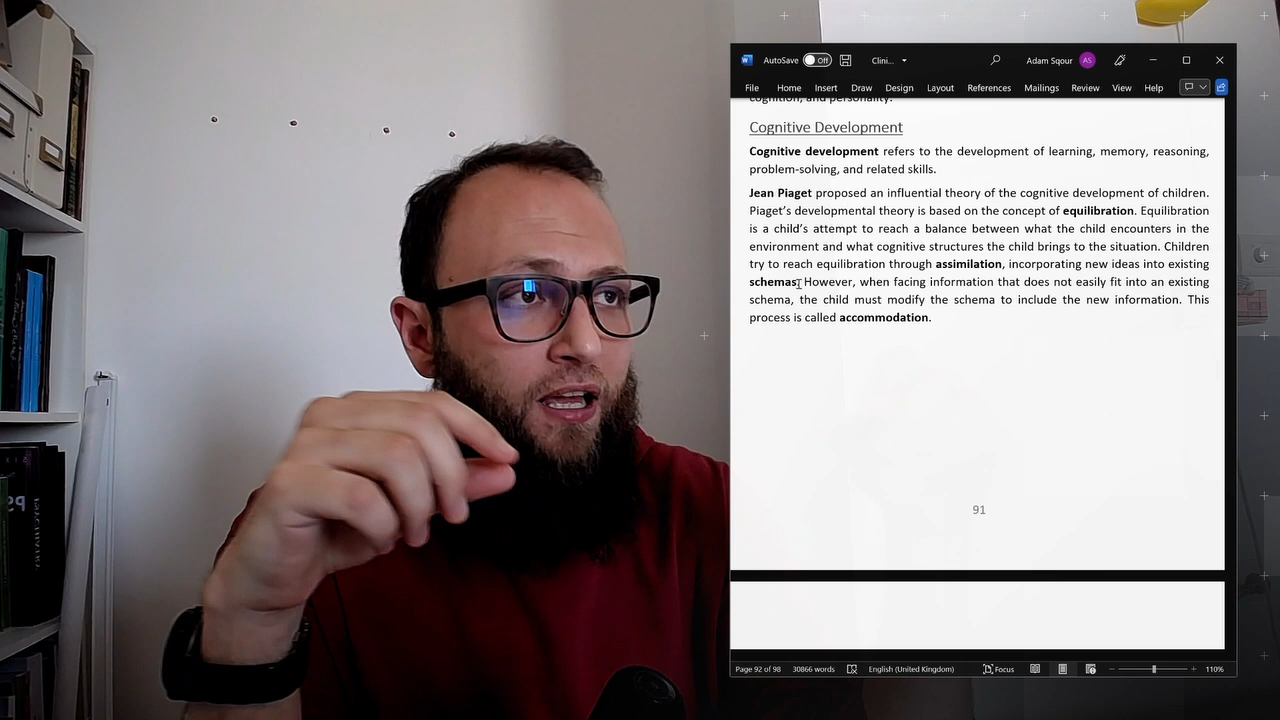 AutoSave Off Clini... Adam Sqour AS
File Home Insert Draw Design Layout References Mailings Review View Help
cognition, and personality.
Cognitive Development
Cognitive development refers to the development of learning, memory, reasoning,
problem-solving, and related skills.
Jean Piaget proposed an influential theory of the cognitive development of children.
Piaget’s developmental theory is based on the concept of equilibration. Equilibration
is a child’s attempt to reach a balance between what the child encounters in the
environment and what cognitive structures the child brings to the situation. Children
try to reach equilibration through assimilation, incorporating new ideas into existing
schemas. However, when facing information that does not easily fit into an existing
schema, the child must modify the schema to include the new information. This
process is called accommodation.
91
Page 92 of 98 30866 words English (United Kingdom) Focus 110%